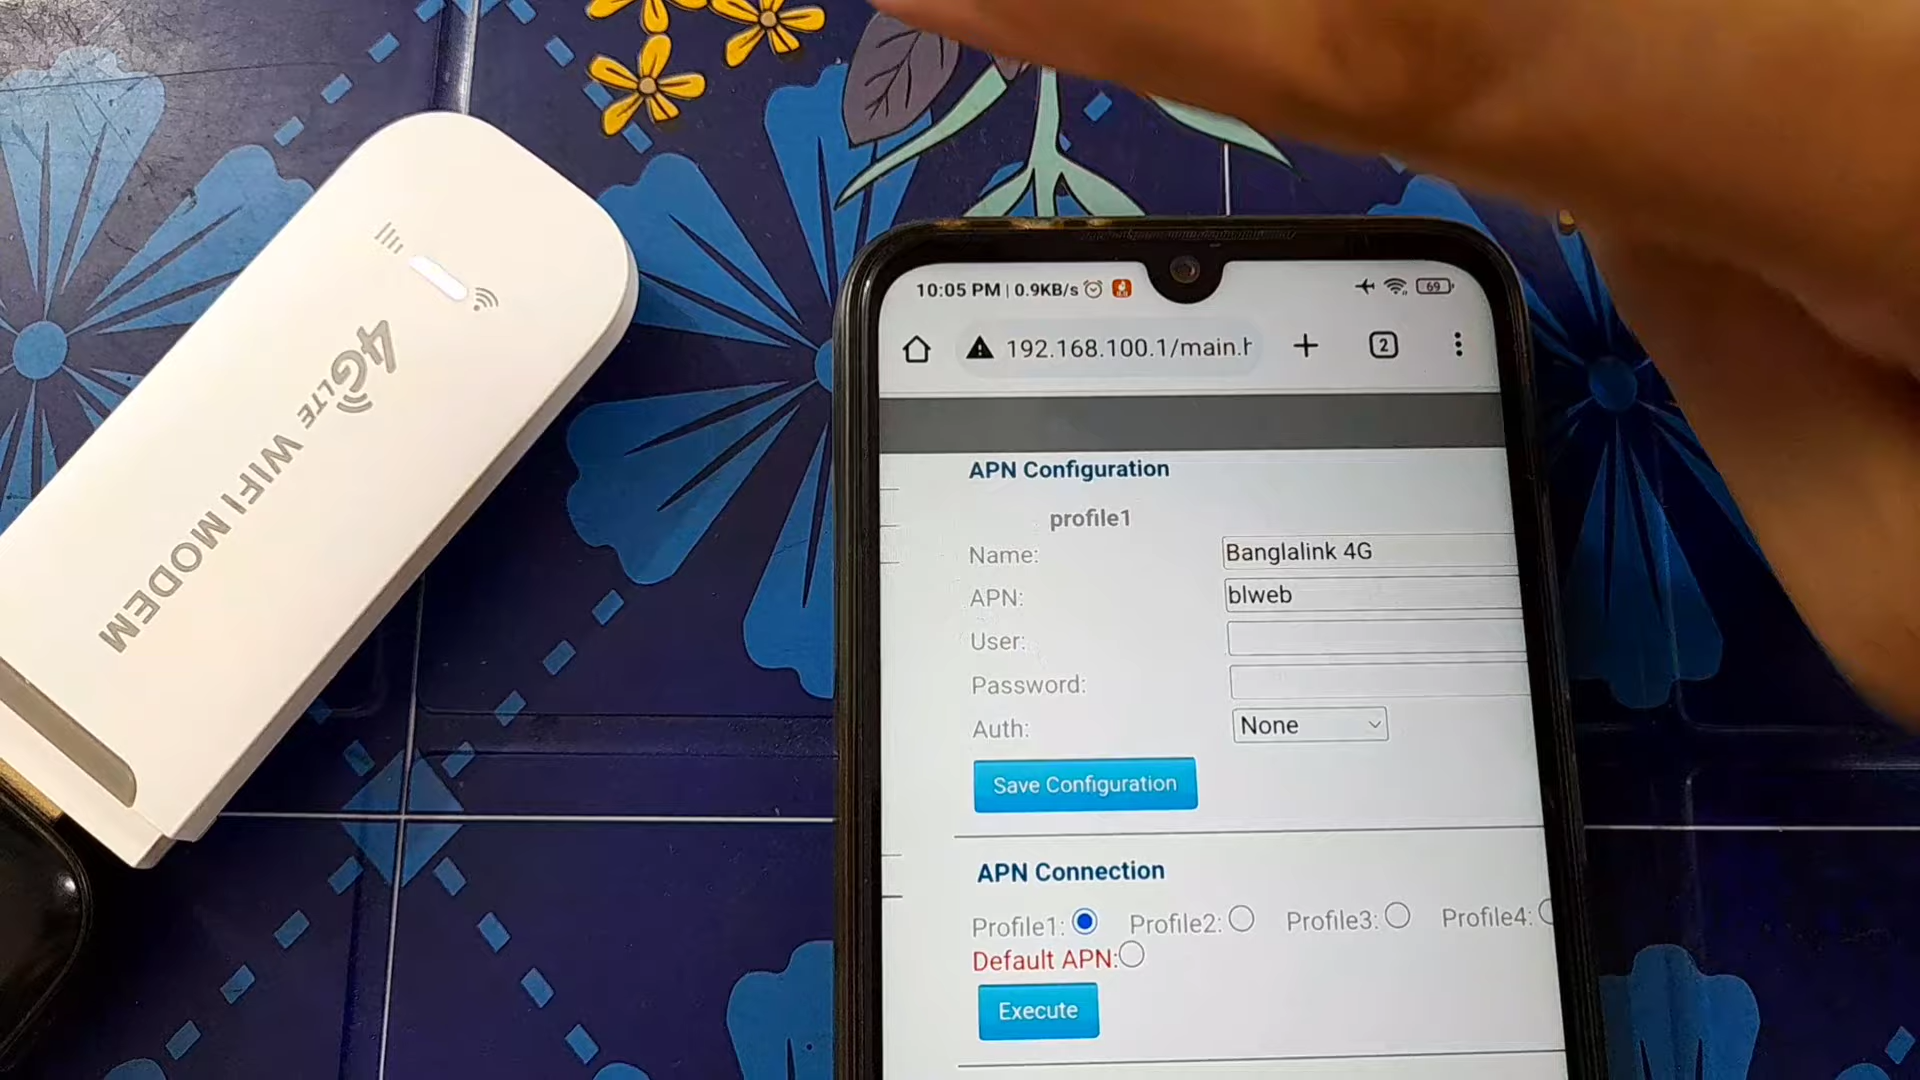 4G LTE WIFI MODEM
10:05 PM | 0.9KB/s
69
192.168.100.1/main.h
2
APN Configuration
profile1
Name: Banglalink 4G
APN: blweb
User:
Password:
Auth: None
Save Configuration
APN Connection
Profile1: Profile2: Profile3: Profile4:
Default APN:
Execute